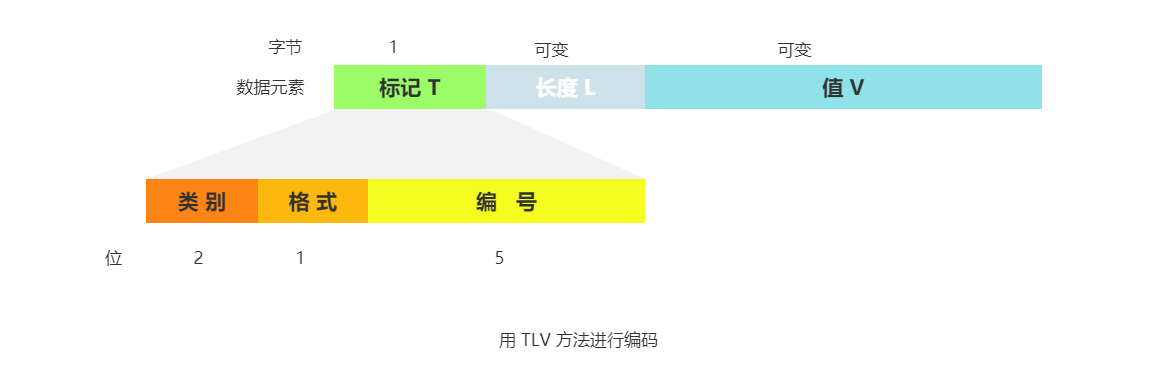 字节 1 可变 可变
数据元素 标记 T 长度 L 值 V
类 别 格 式 编 号
位 2 1 5
用 TLV 方法进行编码